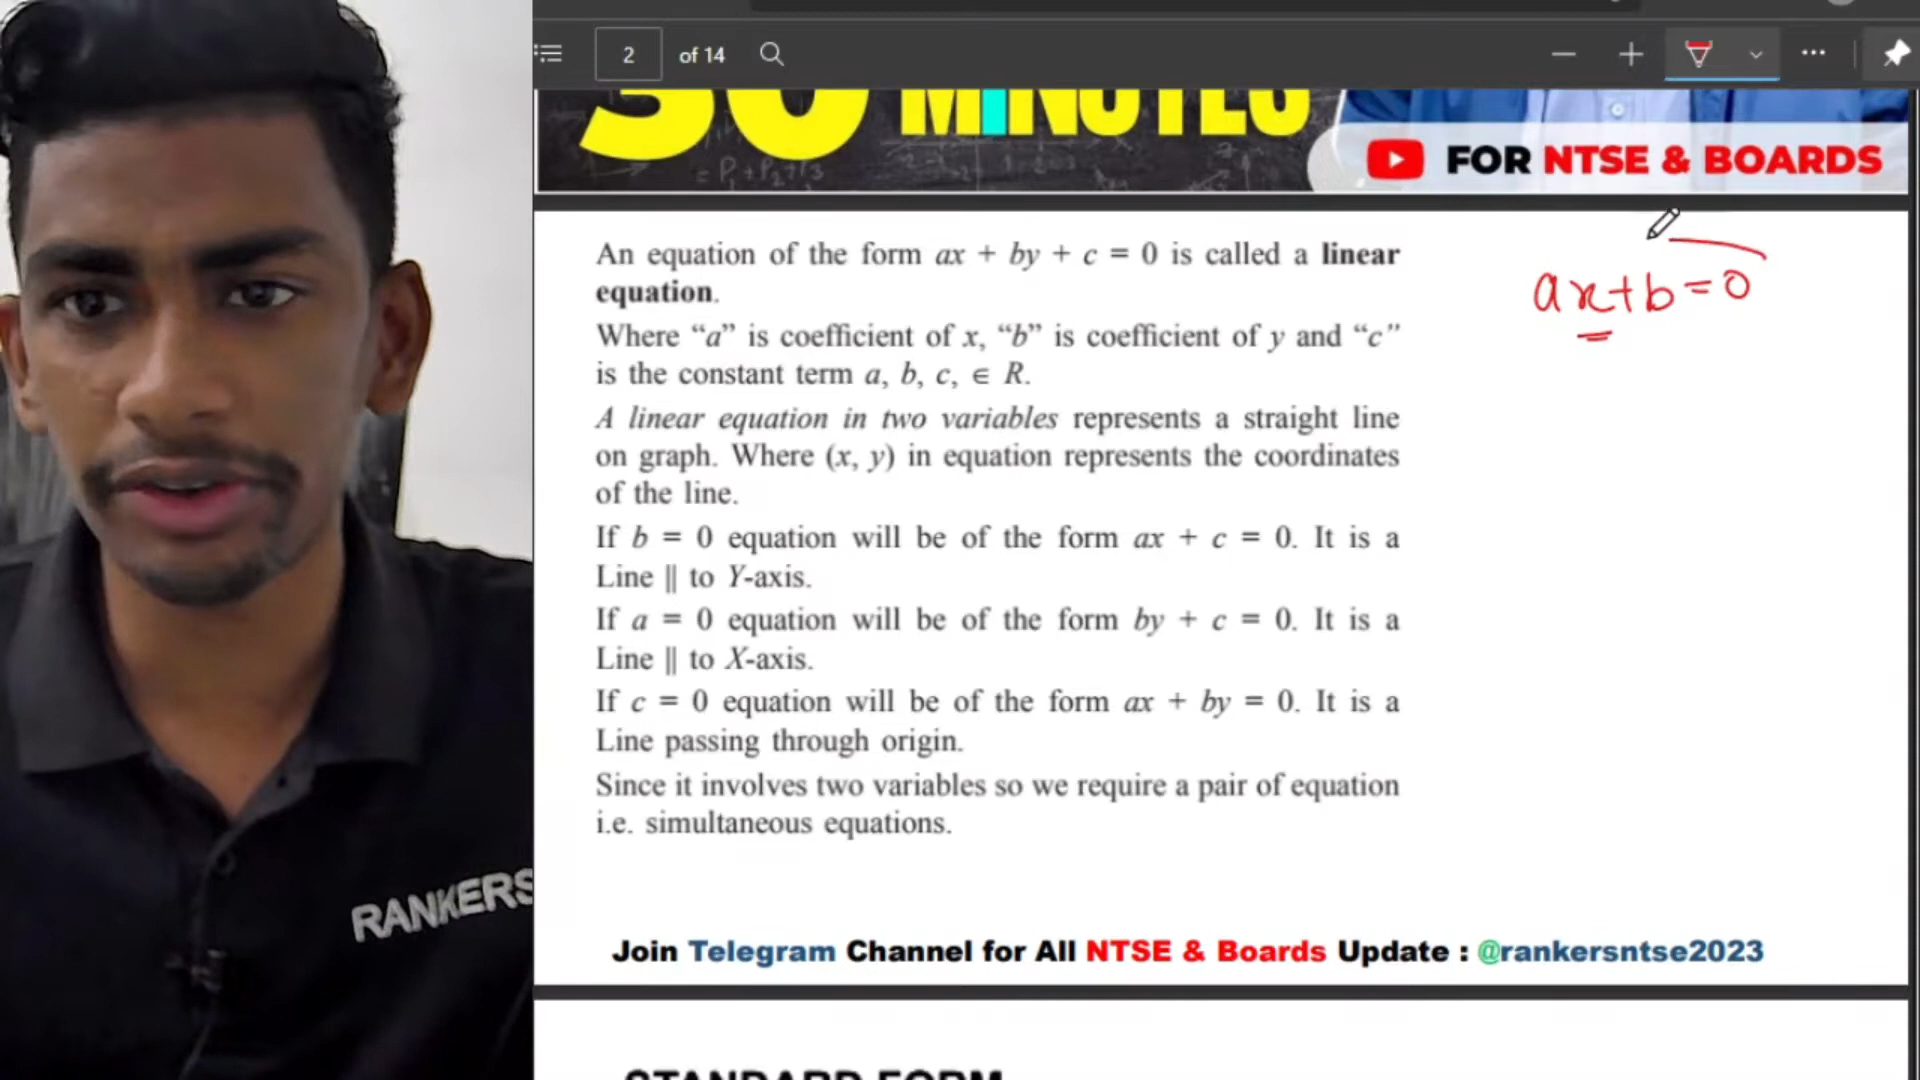 2 of 14
30 MINUTES
FOR NTSE & BOARDS
An equation of the form ax + by + c = 0 is called a linear
equation.
Where “a” is coefficient of x, “b” is coefficient of y and “c”
is the constant term a, b, c, ∈ R.
A linear equation in two variables represents a straight line
on graph. Where (x, y) in equation represents the coordinates
of the line.
If b = 0 equation will be of the form ax + c = 0. It is a
Line || to Y-axis.
If a = 0 equation will be of the form by + c = 0. It is a
Line || to X-axis.
If c = 0 equation will be of the form ax + by = 0. It is a
Line passing through origin.
Since it involves two variables so we require a pair of equation
i.e. simultaneous equations.
ax+b=0
RANKERS
Join Telegram Channel for All NTSE & Boards Update : @rankersntse2023
STANDARD FORM